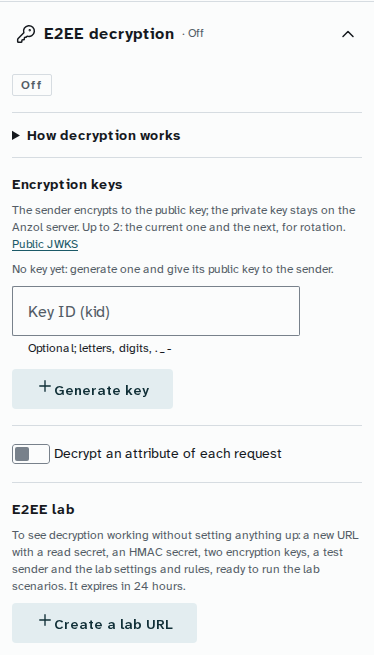 E2EE decryption · Off
Off
How decryption works
Encryption keys
The sender encrypts to the public key; the private key stays on the
Anzol server. Up to 2: the current one and the next, for rotation.
Public JWKS
No key yet: generate one and give its public key to the sender.
Key ID (kid)
Optional; letters, digits, . _ -
+ Generate key
Decrypt an attribute of each request
E2EE lab
To see decryption working without setting anything up: a new URL
with a read secret, an HMAC secret, two encryption keys, a test
sender and the lab settings and rules, ready to run the lab
scenarios. It expires in 24 hours.
+ Create a lab URL